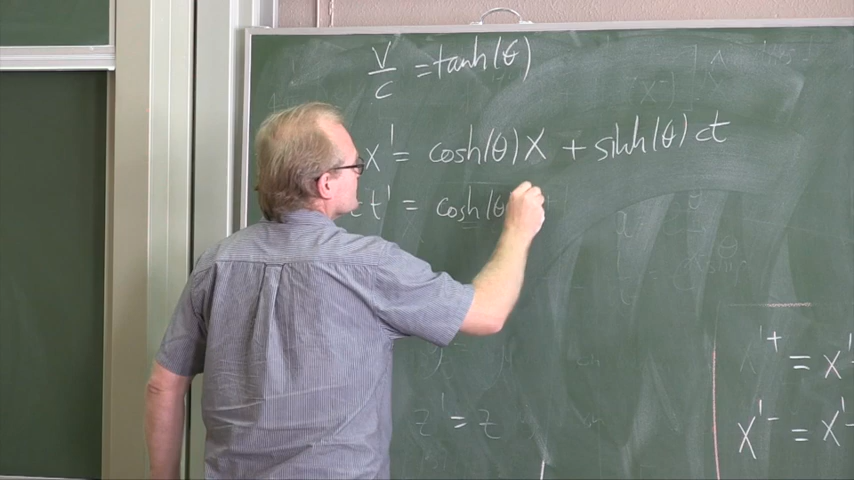 v/c = tanh(θ)
x' = cosh(θ)x + sinh(θ)ct
ct' = cosh(θ
z' = z
x'+ = x'
x'- = x'-